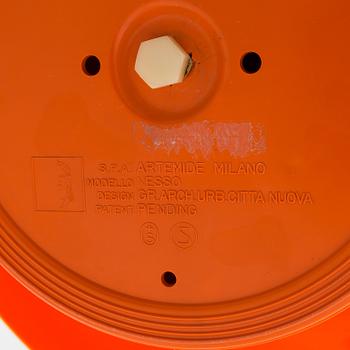 S.P.A. ARTEMIDE MILANO
MODELLO NESSO
DESIGN GR.ARCH.URB.CITTA NUOVA
PATENT PENDING
S